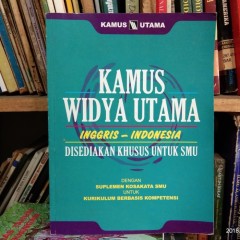 KAMUS UTAMA
KAMUS
WIDYA UTAMA
INGGRIS – INDONESIA
DISEDIAKAN KHUSUS UNTUK SMU
DENGAN
SUPLEMEN KOSAKATA SMU
UNTUK
KURIKULUM BERBASIS KOMPETENSI